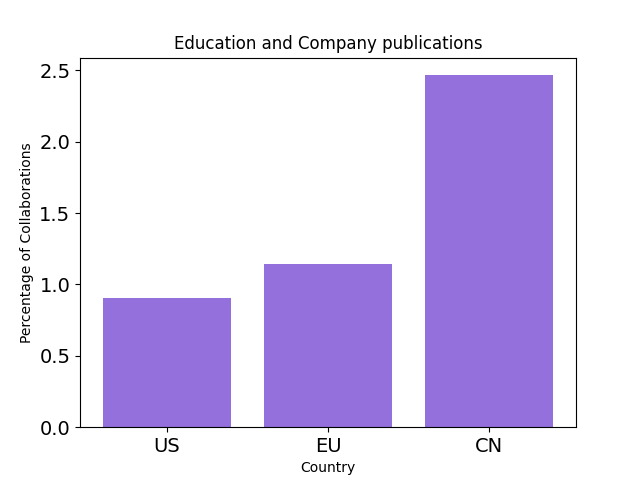 Education and Company publications
Percentage of Collaborations
2.5
2.0
1.5
1.0
0.5
0.0
US EU CN
Country